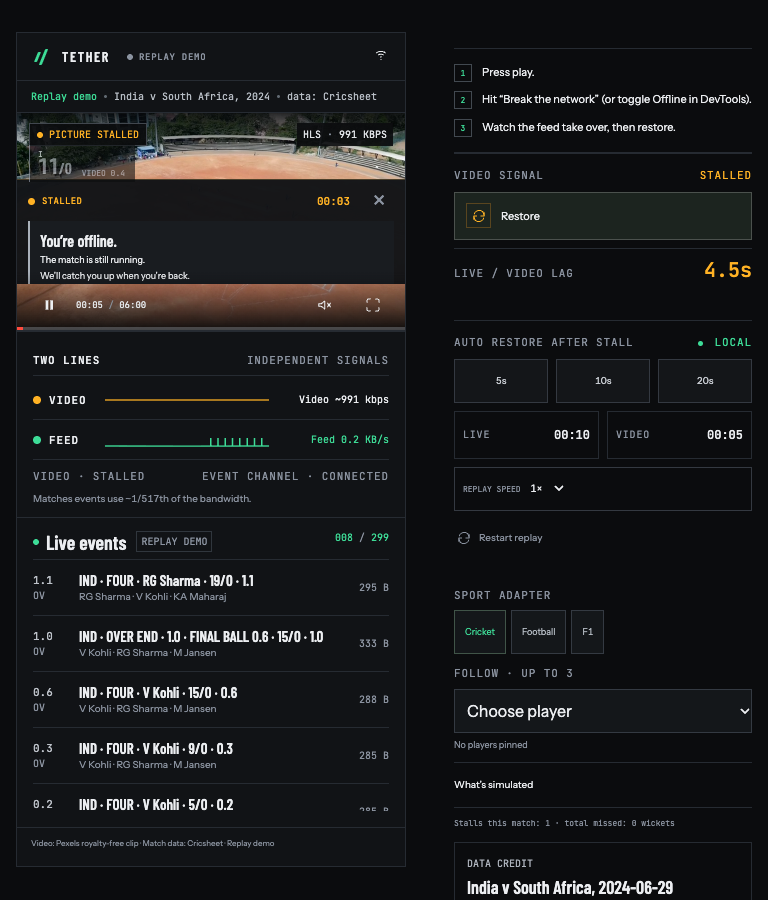 TETHER
REPLAY DEMO
Replay demo • India v South Africa, 2024 • data: Cricsheet
PICTURE STALLED
HLS · 991 KBPS
I
11/0 VIDEO 0.4
STALLED
00:03
You're offline.
The match is still running.
We'll catch you up when you're back.
00:05 / 06:00
TWO LINES
INDEPENDENT SIGNALS
VIDEO
Video ~991 kbps
FEED
Feed 0.2 KB/s
VIDEO · STALLED
EVENT CHANNEL · CONNECTED
Matches events use ~1/517th of the bandwidth.
Live events
REPLAY DEMO
008 / 299
1.1 OV
IND · FOUR · RG Sharma · 19/0 · 1.1
RG Sharma · V Kohli · KA Maharaj
295 B
1.0 OV
IND · OVER END · 1.0 · FINAL BALL 0.6 · 15/0 · 1.0
V Kohli · RG Sharma · M Jansen
333 B
0.6 OV
IND · FOUR · V Kohli · 15/0 · 0.6
V Kohli · RG Sharma · M Jansen
288 B
0.3 OV
IND · FOUR · V Kohli · 9/0 · 0.3
V Kohli · RG Sharma · M Jansen
285 B
0.2
IND · FOUR · V Kohli · 5/0 · 0.2
285 B
Video: Pexels royalty-free clip · Match data: Cricsheet · Replay demo
1 Press play.
2 Hit “Break the network” (or toggle Offline in DevTools).
3 Watch the feed take over, then restore.
VIDEO SIGNAL
STALLED
Restore
LIVE / VIDEO LAG
4.5s
AUTO RESTORE AFTER STALL
LOCAL
5s
10s
20s
LIVE 00:10
VIDEO 00:05
REPLAY SPEED 1×
Restart replay
SPORT ADAPTER
Cricket
Football
F1
FOLLOW · UP TO 3
Choose player
No players pinned
What's simulated
Stalls this match: 1 · total missed: 0 wickets
DATA CREDIT
India v South Africa, 2024-06-29